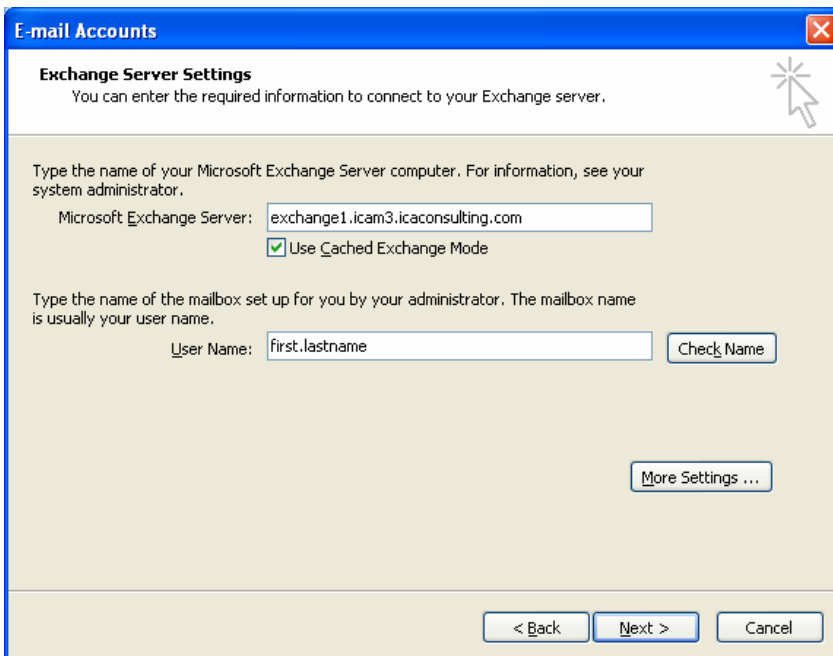 E-mail Accounts
Exchange Server Settings
You can enter the required information to connect to your Exchange server.
Type the name of your Microsoft Exchange Server computer. For information, see your
system administrator.
Microsoft Exchange Server: exchange1.icam3.icaconsulting.com
Use Cached Exchange Mode
Type the name of the mailbox set up for you by your administrator. The mailbox name
is usually your user name.
User Name: first.lastname Check Name
More Settings ...
< Back Next > Cancel